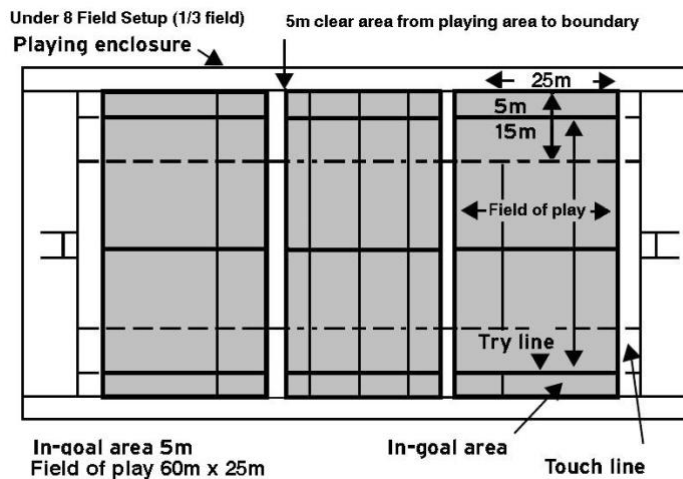 Under 8 Field Setup (1/3 field)
5m clear area from playing area to boundary
Playing enclosure
25m
5m
15m
Field of play
Try line
In-goal area 5m
In-goal area
Field of play 60m x 25m
Touch line